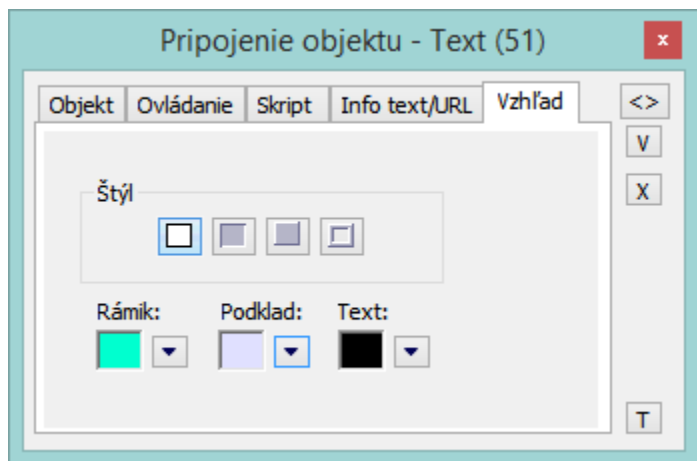 Pripojenie objektu - Text (51)
x
Objekt Ovládanie Skript Info text/URL Vzhľad
<>
V
X
Štýl
Rámik: Podklad: Text:
T